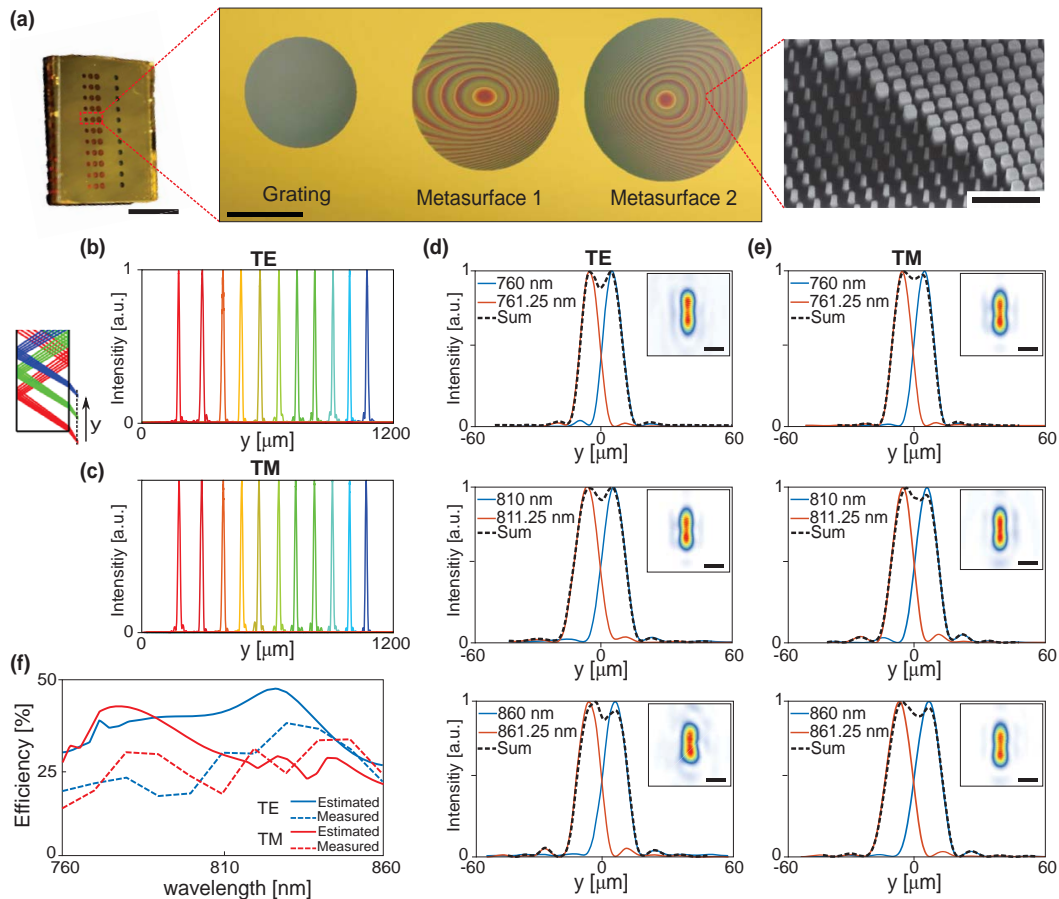 (a)
Grating
Metasurface 1
Metasurface 2
(b)
TE
Intensitiy [a.u.]
1
0
0
1200
y [μm]
y
(c)
TM
Intensitiy [a.u.]
0
0
1200
y [μm]
(d)
TE
Intensity [a.u.]
1
0
760 nm
761.25 nm
Sum
-60
0
60
y [μm]
Intensity [a.u.]
1
0
810 nm
811.25 nm
Sum
-60
0
60
y [μm]
Intensity [a.u.]
1
0
860 nm
861.25 nm
Sum
-60
0
60
y [μm]
(e)
TM
1
0
760 nm
761.25 nm
Sum
-60
0
60
y [μm]
1
0
810 nm
811.25 nm
Sum
-60
0
60
y [μm]
1
0
860 nm
861.25 nm
Sum
-60
0
60
y [μm]
(f)
Efficiency [%]
50
25
0
TE
Estimated
Measured
TM
Estimated
Measured
760
810
860
wavelength [nm]